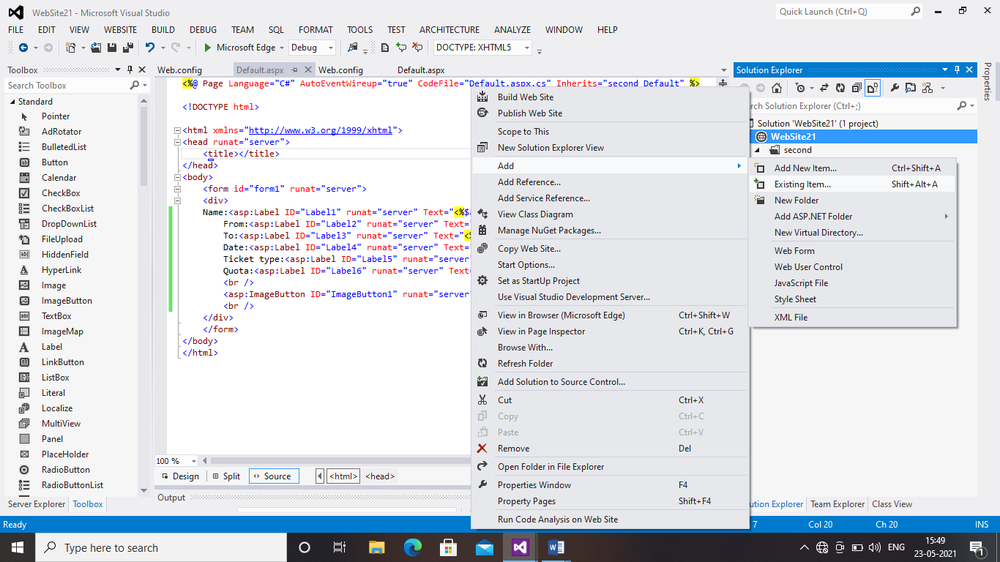 WebSite21 - Microsoft Visual Studio
Quick Launch (Ctrl+Q)
FILE EDIT VIEW WEBSITE BUILD DEBUG TEAM SQL FORMAT TOOLS TEST ARCHITECTURE ANALYZE WINDOW HELP
Microsoft Edge Debug DOCTYPE: XHTML5
Toolbox
Search Toolbox
Standard
Pointer
AdRotator
BulletedList
Button
Calendar
CheckBox
CheckBoxList
DropDownList
FileUpload
HiddenField
HyperLink
Image
ImageButton
TextBox
ImageMap
Label
LinkButton
ListBox
Literal
Localize
MultiView
Panel
PlaceHolder
RadioButton
RadioButtonList
Server Explorer Toolbox
Web.config Default.aspx Web.config Default.aspx
<%@ Page Language="C#" AutoEventWireup="true" CodeFile="Default.aspx.cs" Inherits="second Default" %>
<!DOCTYPE html>
<html xmlns="http://www.w3.org/1999/xhtml">
<head runat="server">
<title></title>
</head>
<body>
<form id="form1" runat="server">
<div>
Name:<asp:Label ID="Label1" runat="server" Text="<%$
From:<asp:Label ID="Label2" runat="server" Text=
To:<asp:Label ID="Label3" runat="server" Text="<
Date:<asp:Label ID="Label4" runat="server" Text=
Ticket type:<asp:Label ID="Label5" runat="server"
Quota:<asp:Label ID="Label6" runat="server" Text=
<br />
<asp:ImageButton ID="ImageButton1" runat="server"
<br />
</div>
</form>
</body>
</html>
100 %
Design Split Source <html> <head>
Output
Build Web Site
Publish Web Site
Scope to This
New Solution Explorer View
Add
Add Reference...
Add Service Reference...
View Class Diagram
Manage NuGet Packages...
Copy Web Site...
Start Options...
Set as StartUp Project
Use Visual Studio Development Server...
View in Browser (Microsoft Edge) Ctrl+Shift+W
View in Page Inspector Ctrl+K, Ctrl+G
Browse With...
Refresh Folder
Add Solution to Source Control...
Cut Ctrl+X
Copy Ctrl+C
Paste Ctrl+V
Remove Del
Open Folder in File Explorer
Properties Window F4
Property Pages Shift+F4
Run Code Analysis on Web Site
Solution Explorer
rch Solution Explorer (Ctrl+;)
Solution 'WebSite21' (1 project)
WebSite21
second
Add New Item... Ctrl+Shift+A
Existing Item... Shift+Alt+A
New Folder
Add ASP.NET Folder
New Virtual Directory...
Web Form
Web User Control
JavaScript File
Style Sheet
XML File
ution Explorer Team Explorer Class View
Properties
Ready 7 Col 20 Ch 20 INS
Type here to search
ENG
15:49
23-05-2021
1